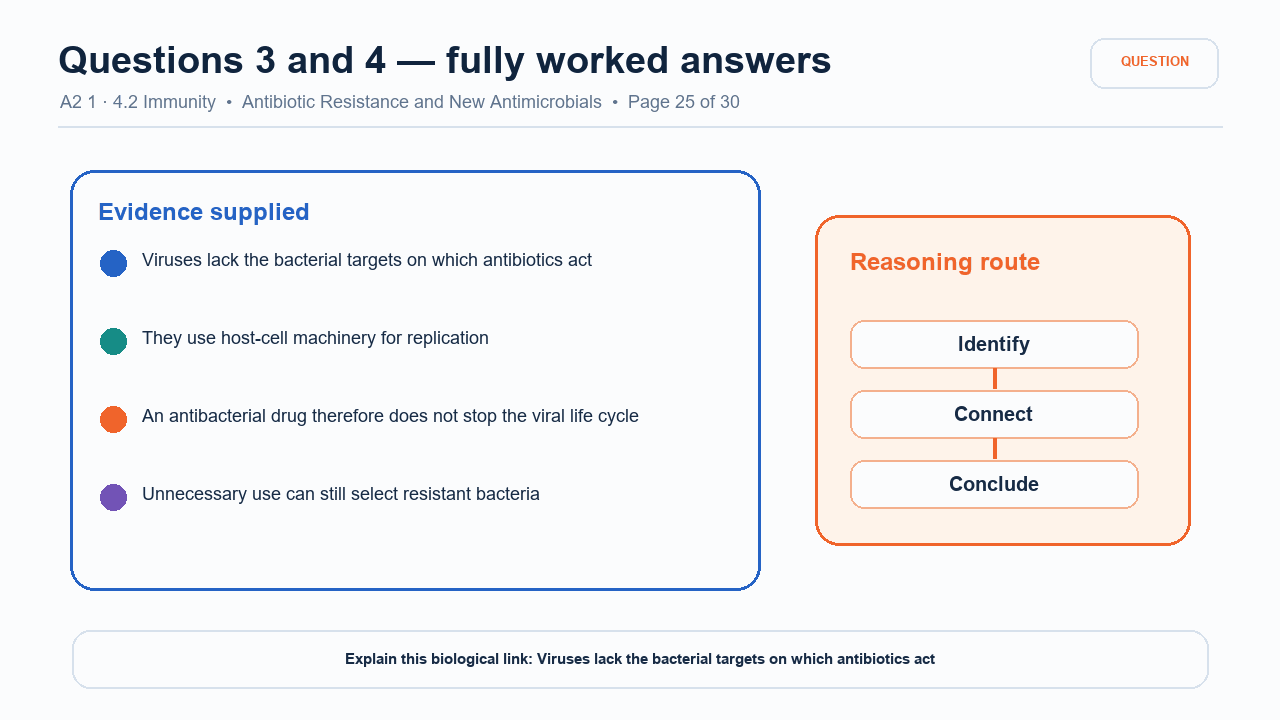 Questions 3 and 4 — fully worked answers
QUESTION
A2 1 · 4.2 Immunity • Antibiotic Resistance and New Antimicrobials • Page 25 of 30
Evidence supplied
Viruses lack the bacterial targets on which antibiotics act
They use host-cell machinery for replication
An antibacterial drug therefore does not stop the viral life cycle
Unnecessary use can still select resistant bacteria
Reasoning route
Identify
Connect
Conclude
Explain this biological link: Viruses lack the bacterial targets on which antibiotics act